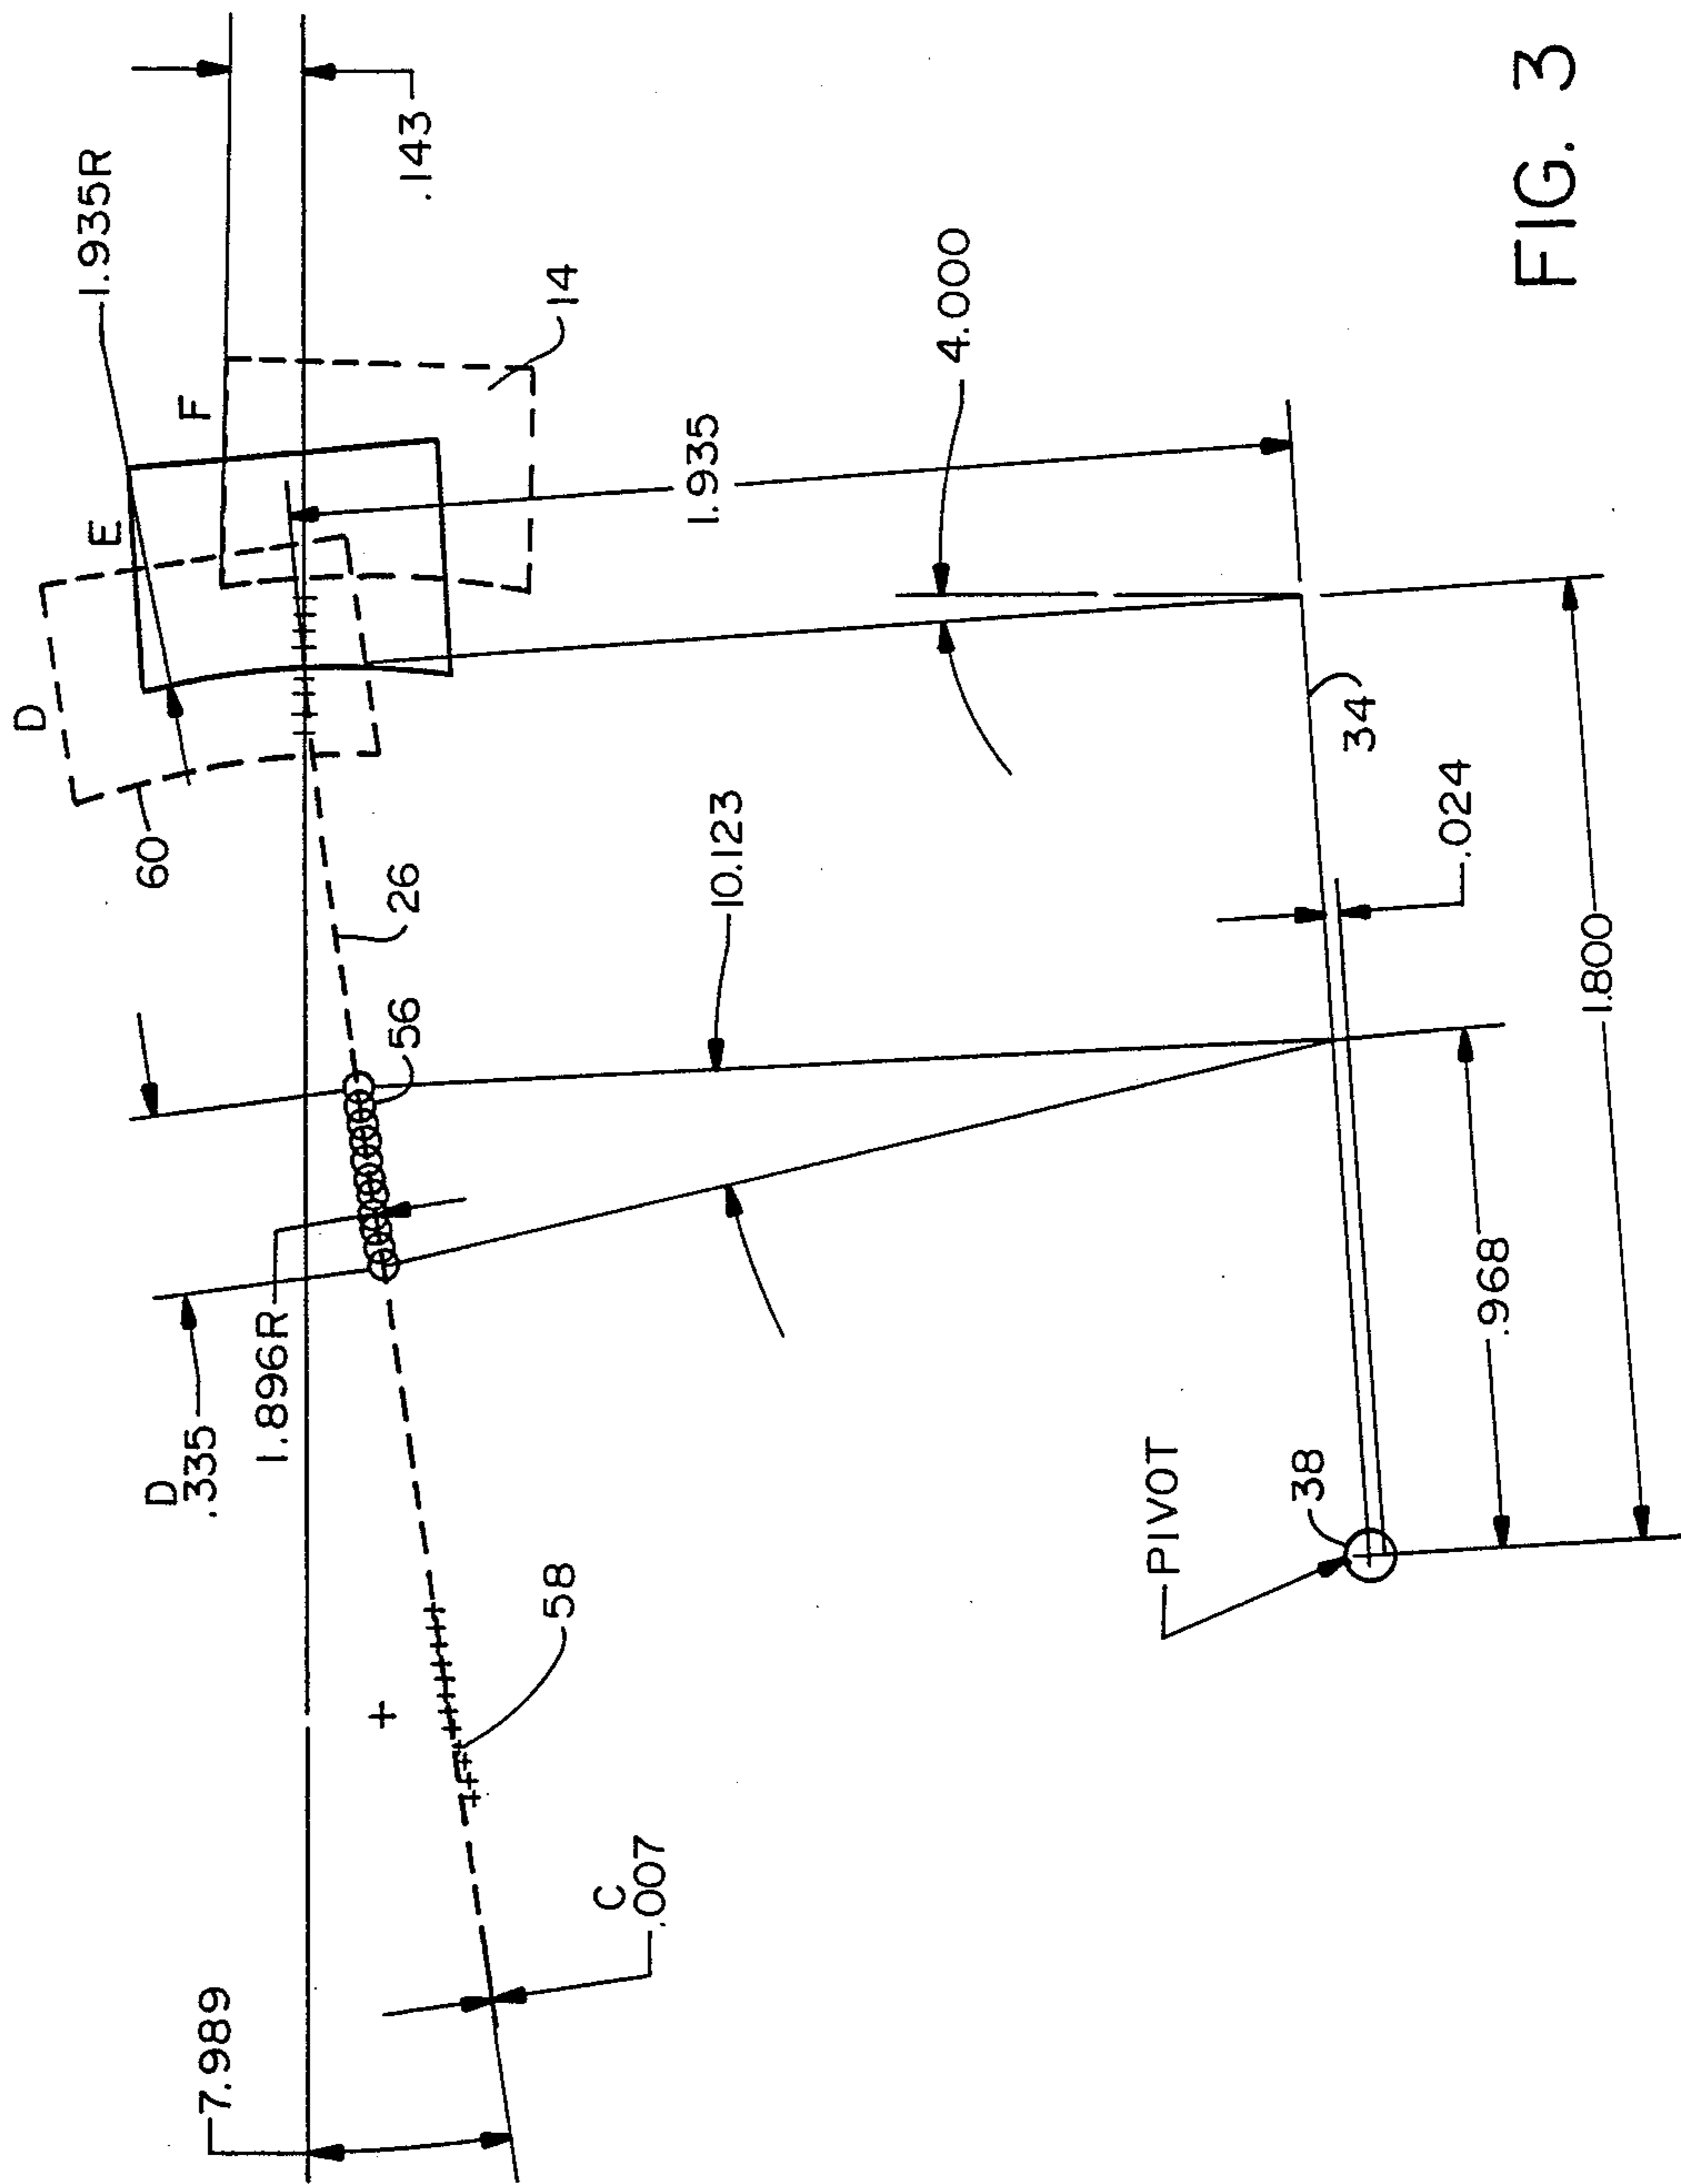 1.935R
.143
F
E
D
14
60
4.000
1.935
26
10.123
56
34
.024
D
.335
1.896R
1.800
.968
PIVOT
38
58
C
.007
7.989
FIG. 3